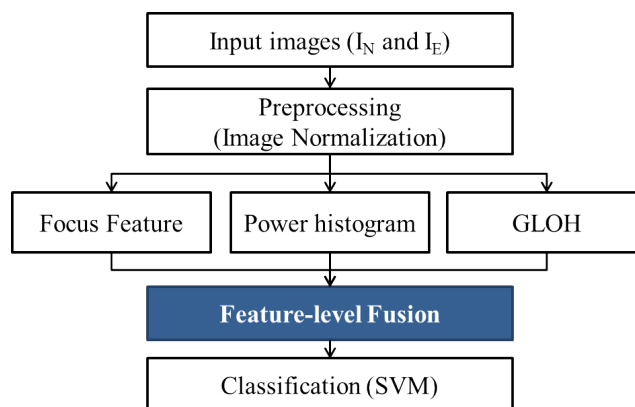 Input images (I_N and I_E)
Preprocessing
(Image Normalization)
Focus Feature
Power histogram
GLOH
Feature-level Fusion
Classification (SVM)